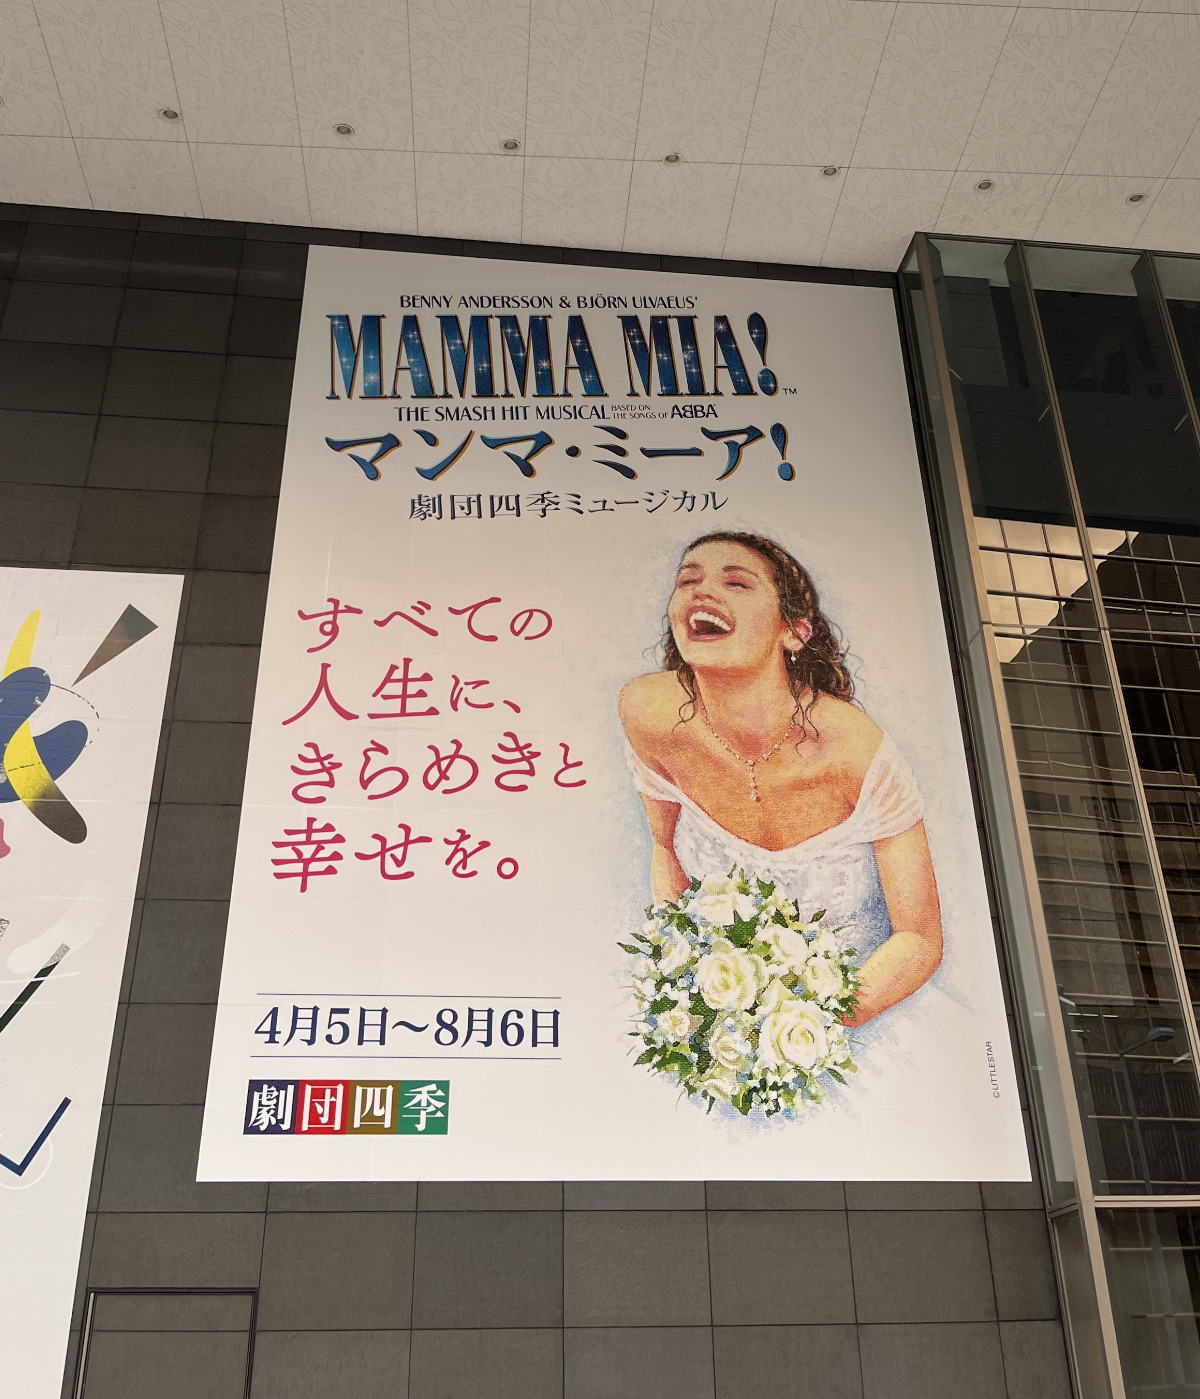 BENNY ANDERSSON & BJÖRN ULVAEUS'
MAMMA MIA!™
THE SMASH HIT MUSICAL BASED ON THE SONGS OF ABBA
マンマ・ミーア!
劇団四季ミュージカル
すべての
人生に、
きらめきと
幸せを。
4月5日〜8月6日
劇団四季
©LITTLESTAR